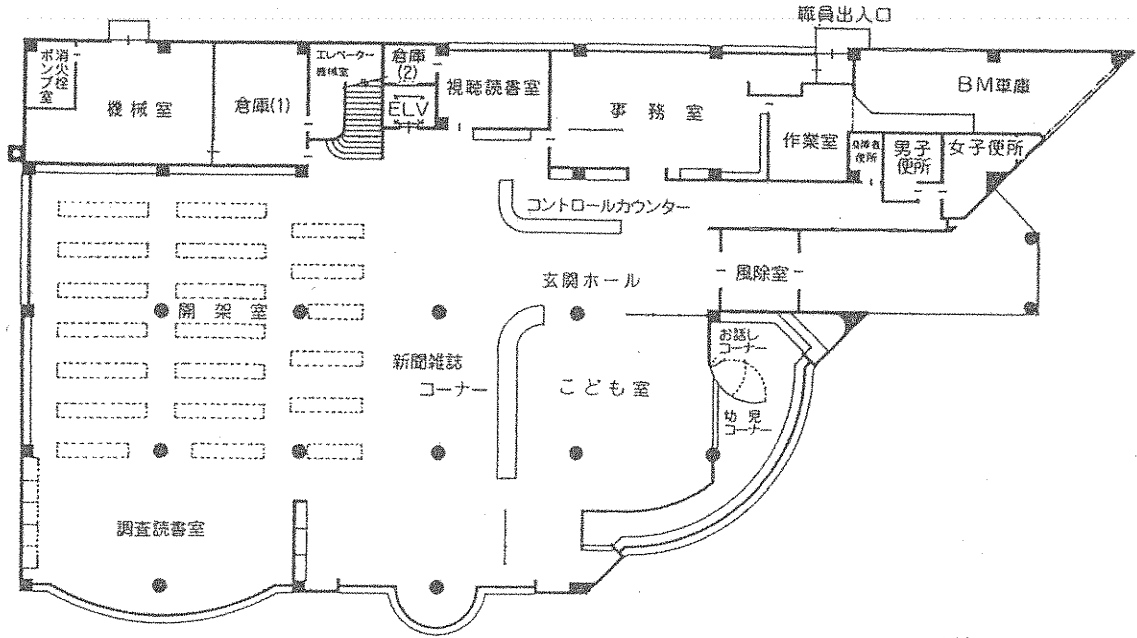 職員出入口
消火栓
ポンプ室
機械室
倉庫(1)
エレベーター
機械室
倉庫
(2)
ELV
視聴読書室
事務室
作業室
BM車庫
身障者
便所
男子
便所
女子便所
コントロールカウンター
玄関ホール
風除室
開架室
新聞雑誌
コーナー
こども室
お話し
コーナー
幼児
コーナー
調査読書室